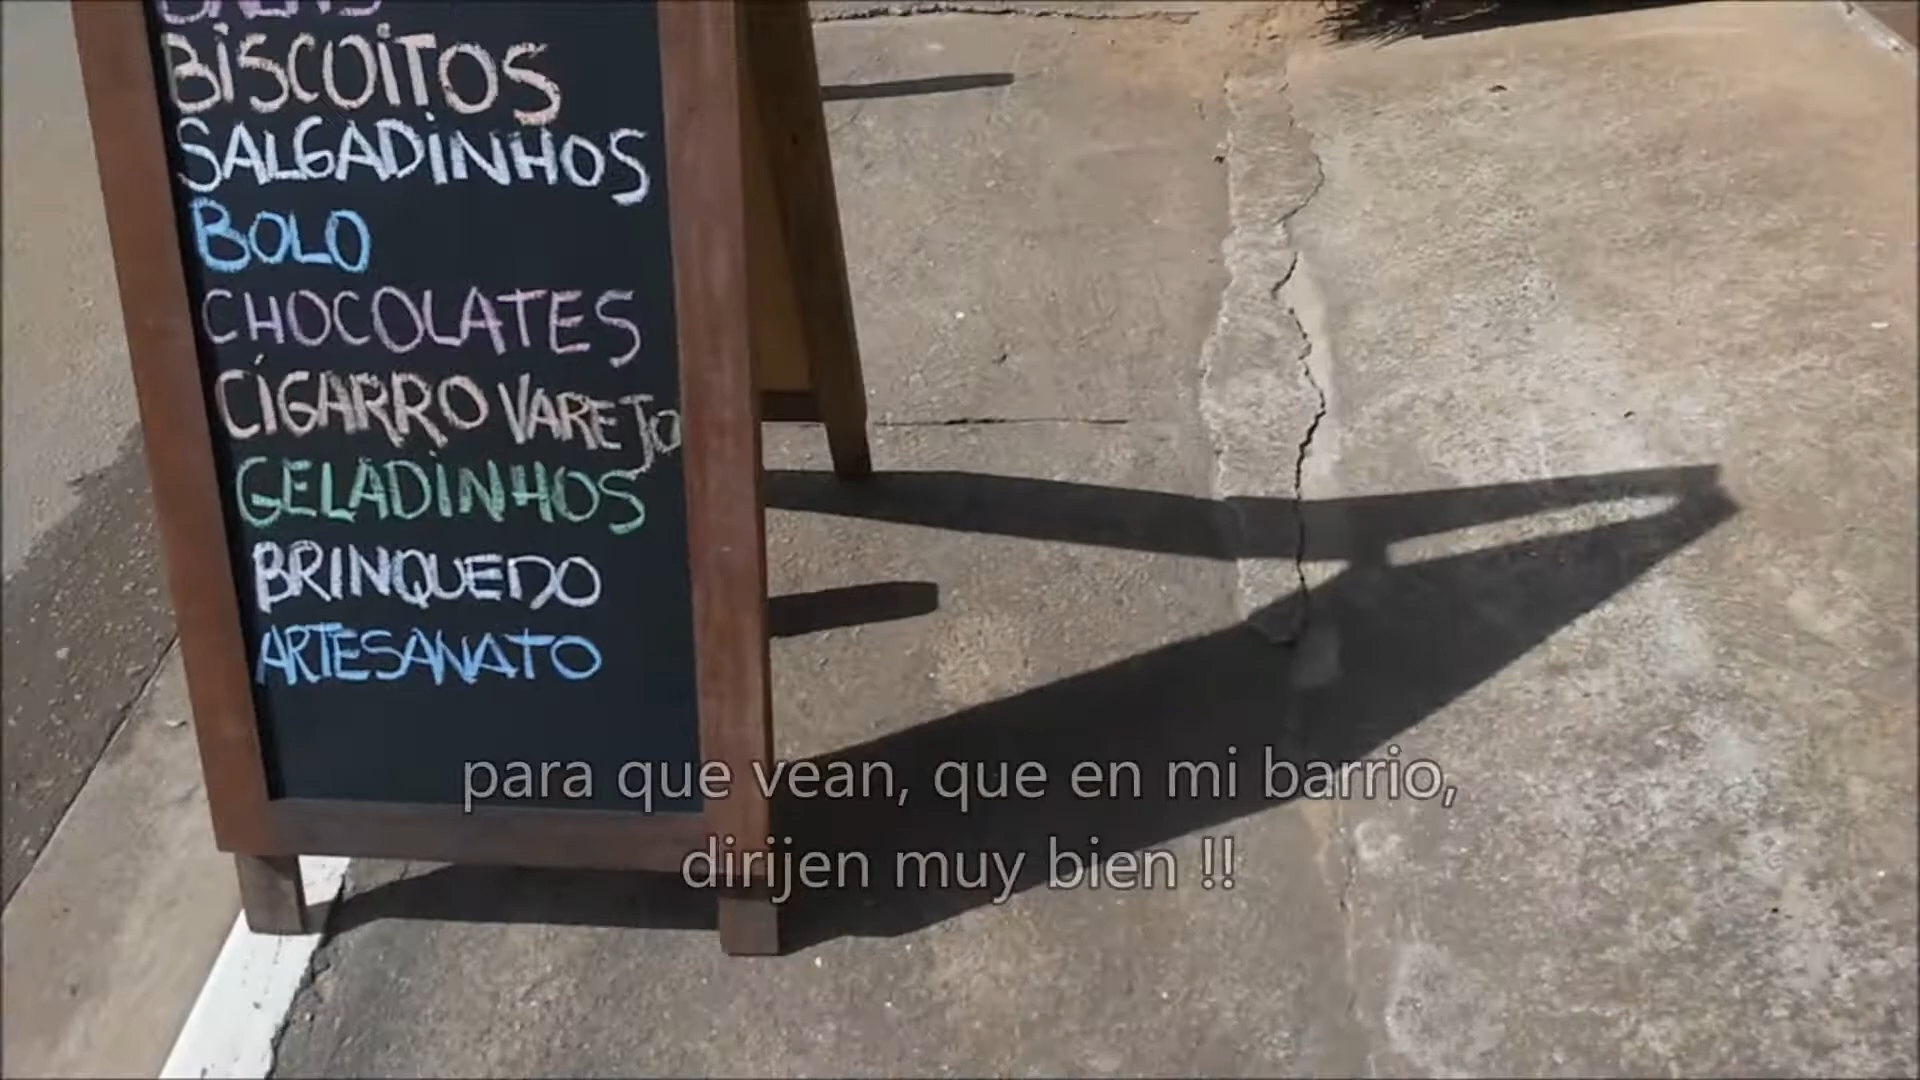 BALAS
BISCOITOS
SALGADINHOS
BOLO
CHOCOLATES
CIGARRO VAREJO
GELADINHOS
BRINQUEDO
ARTESANATO
para que vean, que en mi barrio,
dirijen muy bien !!